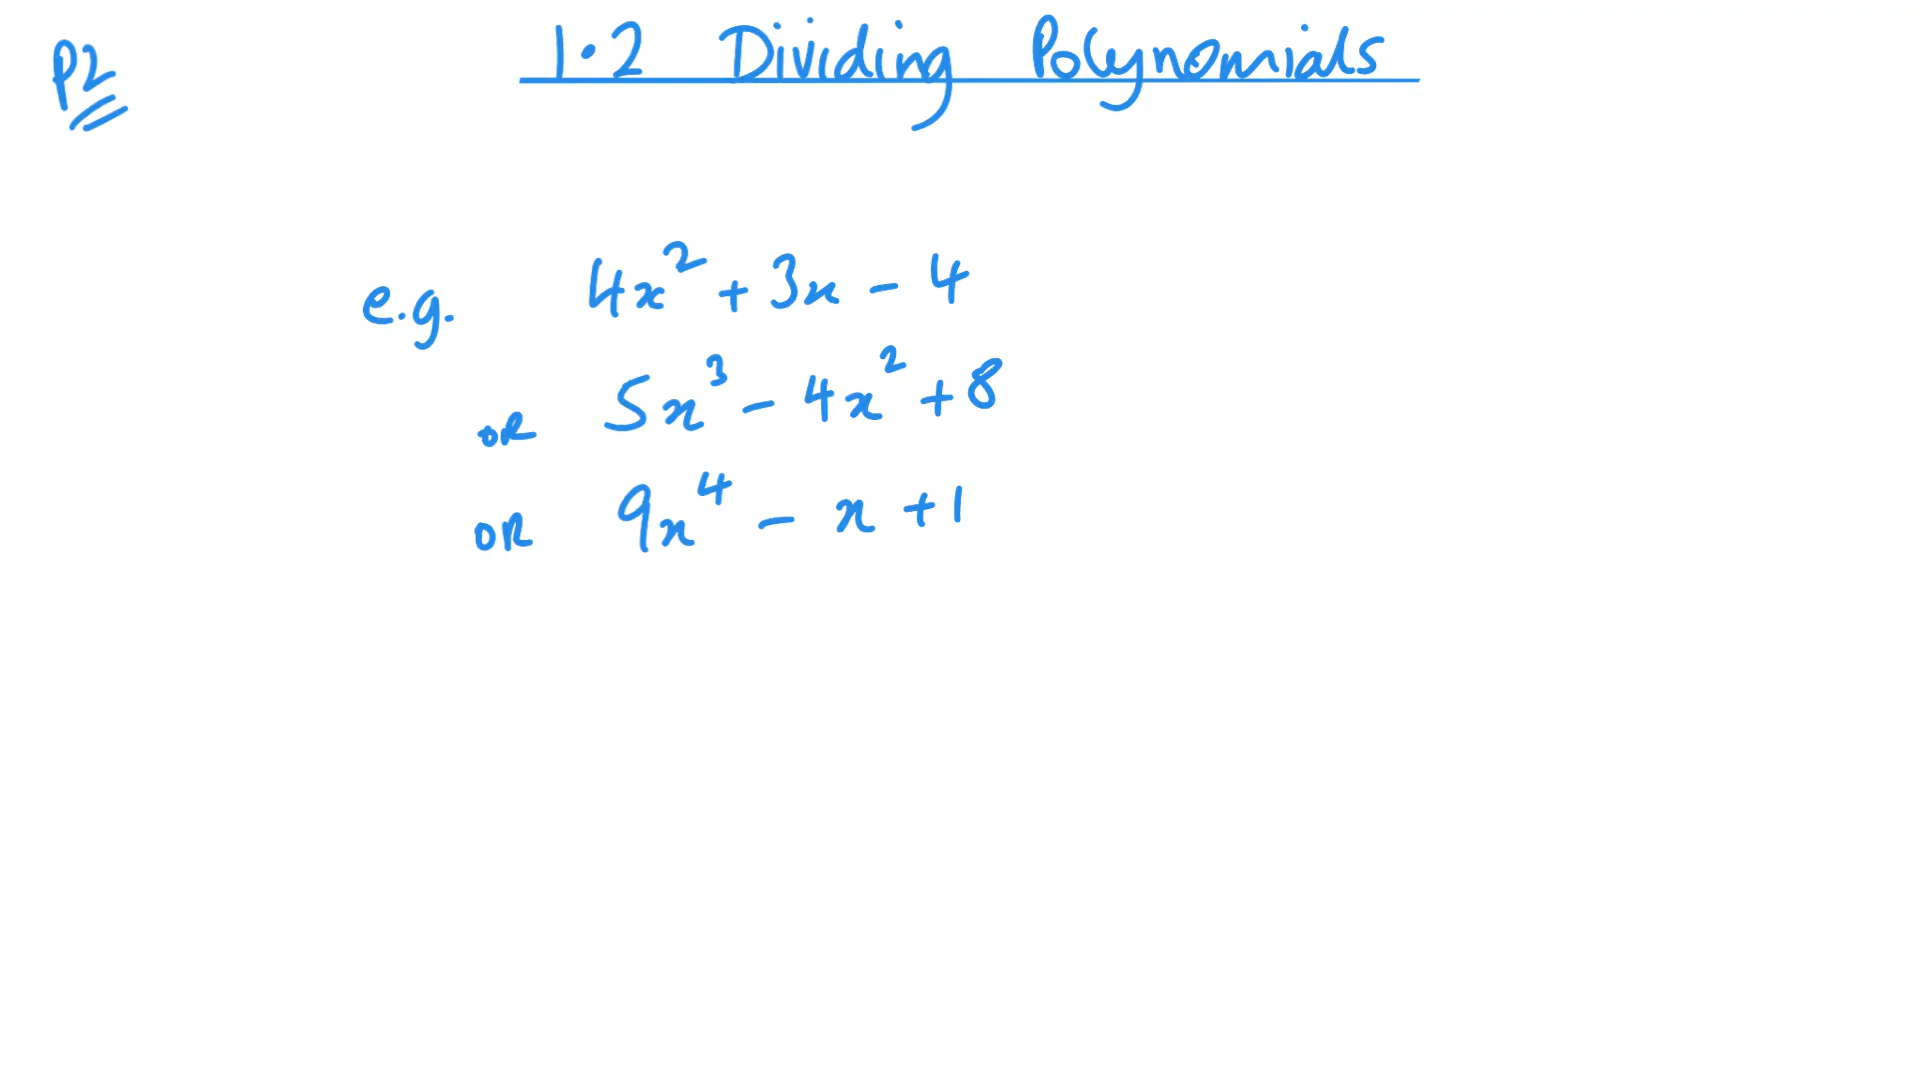 P2
1.2 Dividing Polynomials
e.g. 4x² + 3x - 4
or 5x³ - 4x² + 8
or 9x⁴ - x + 1